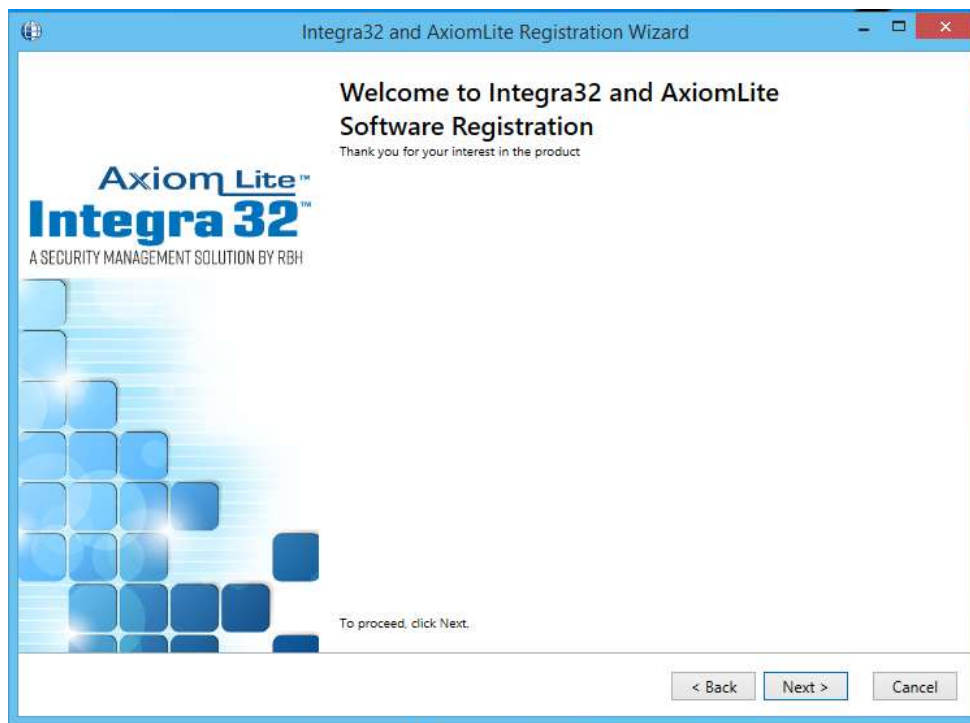 Integra32 and AxiomLite Registration Wizard
Welcome to Integra32 and AxiomLite
Software Registration
Thank you for your interest in the product
Axiom Lite™
Integra 32™
A SECURITY MANAGEMENT SOLUTION BY RBH
To proceed, click Next.
< Back Next > Cancel